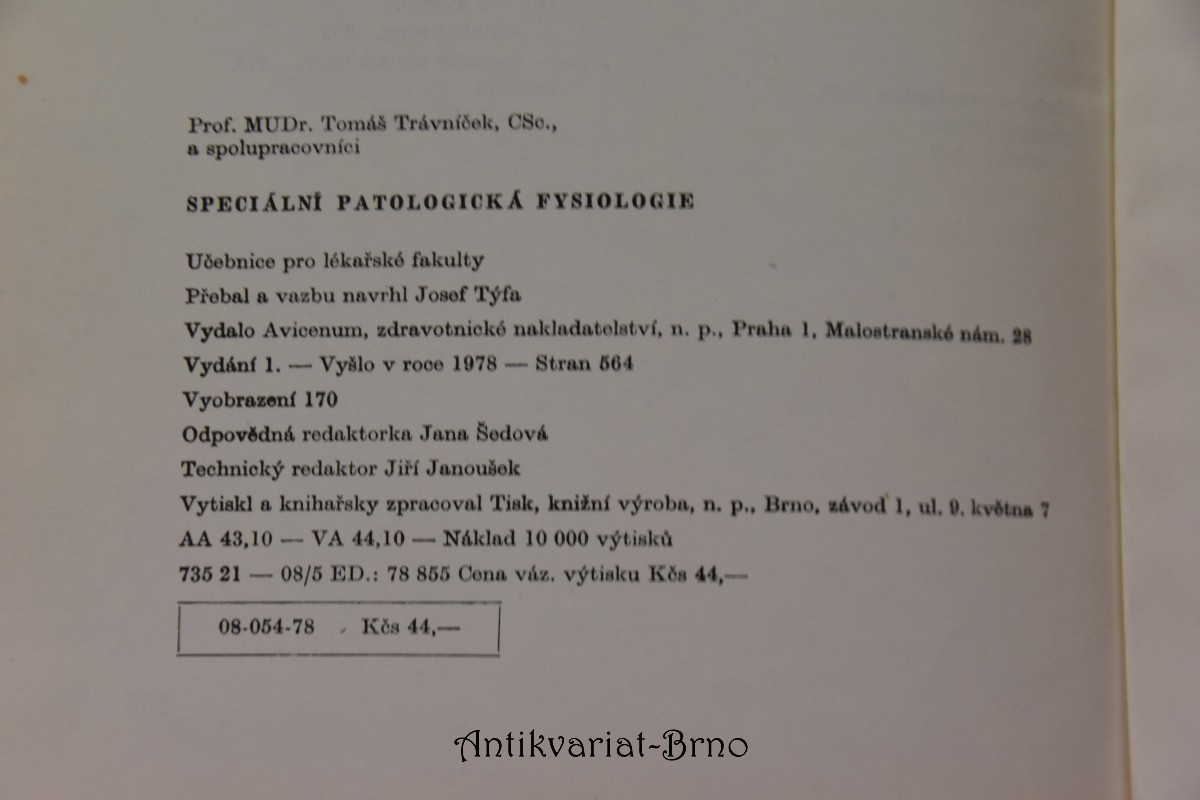 Prof. MUDr. Tomáš Trávníček, CSc.,
a spolupracovníci
SPECIÁLNÍ PATOLOGICKÁ FYSIOLOGIE
Učebnice pro lékařské fakulty
Přebal a vazbu navrhl Josef Týfa
Vydalo Avicenum, zdravotnické nakladatelství, n. p., Praha 1, Malostranské nám. 28
Vydání 1. — Vyšlo v roce 1978 — Stran 564
Vyobrazení 170
Odpovědná redaktorka Jana Šedová
Technický redaktor Jiří Janoušek
Vytiskl a knihařsky zpracoval Tisk, knižní výroba, n. p., Brno, závod 1, ul. 9. května 7
AA 43,10 — VA 44,10 — Náklad 10 000 výtisků
735 21 — 08/5 ED.: 78 855 Cena váz. výtisku Kčs 44,—
08-054-78 Kčs 44,—
Antikvariat-Brno